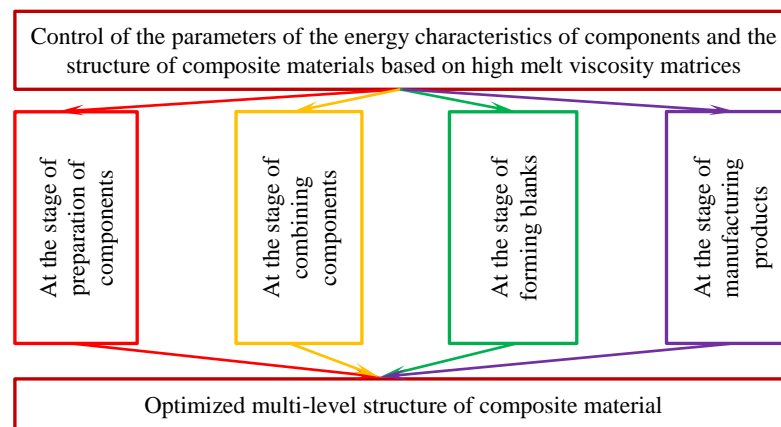 Control of the parameters of the energy characteristics of components and the
structure of composite materials based on high melt viscosity matrices
At the stage of
preparation of
components
At the stage of
combining
components
At the stage of
forming blanks
At the stage of
manufacturing
products
Optimized multi-level structure of composite material